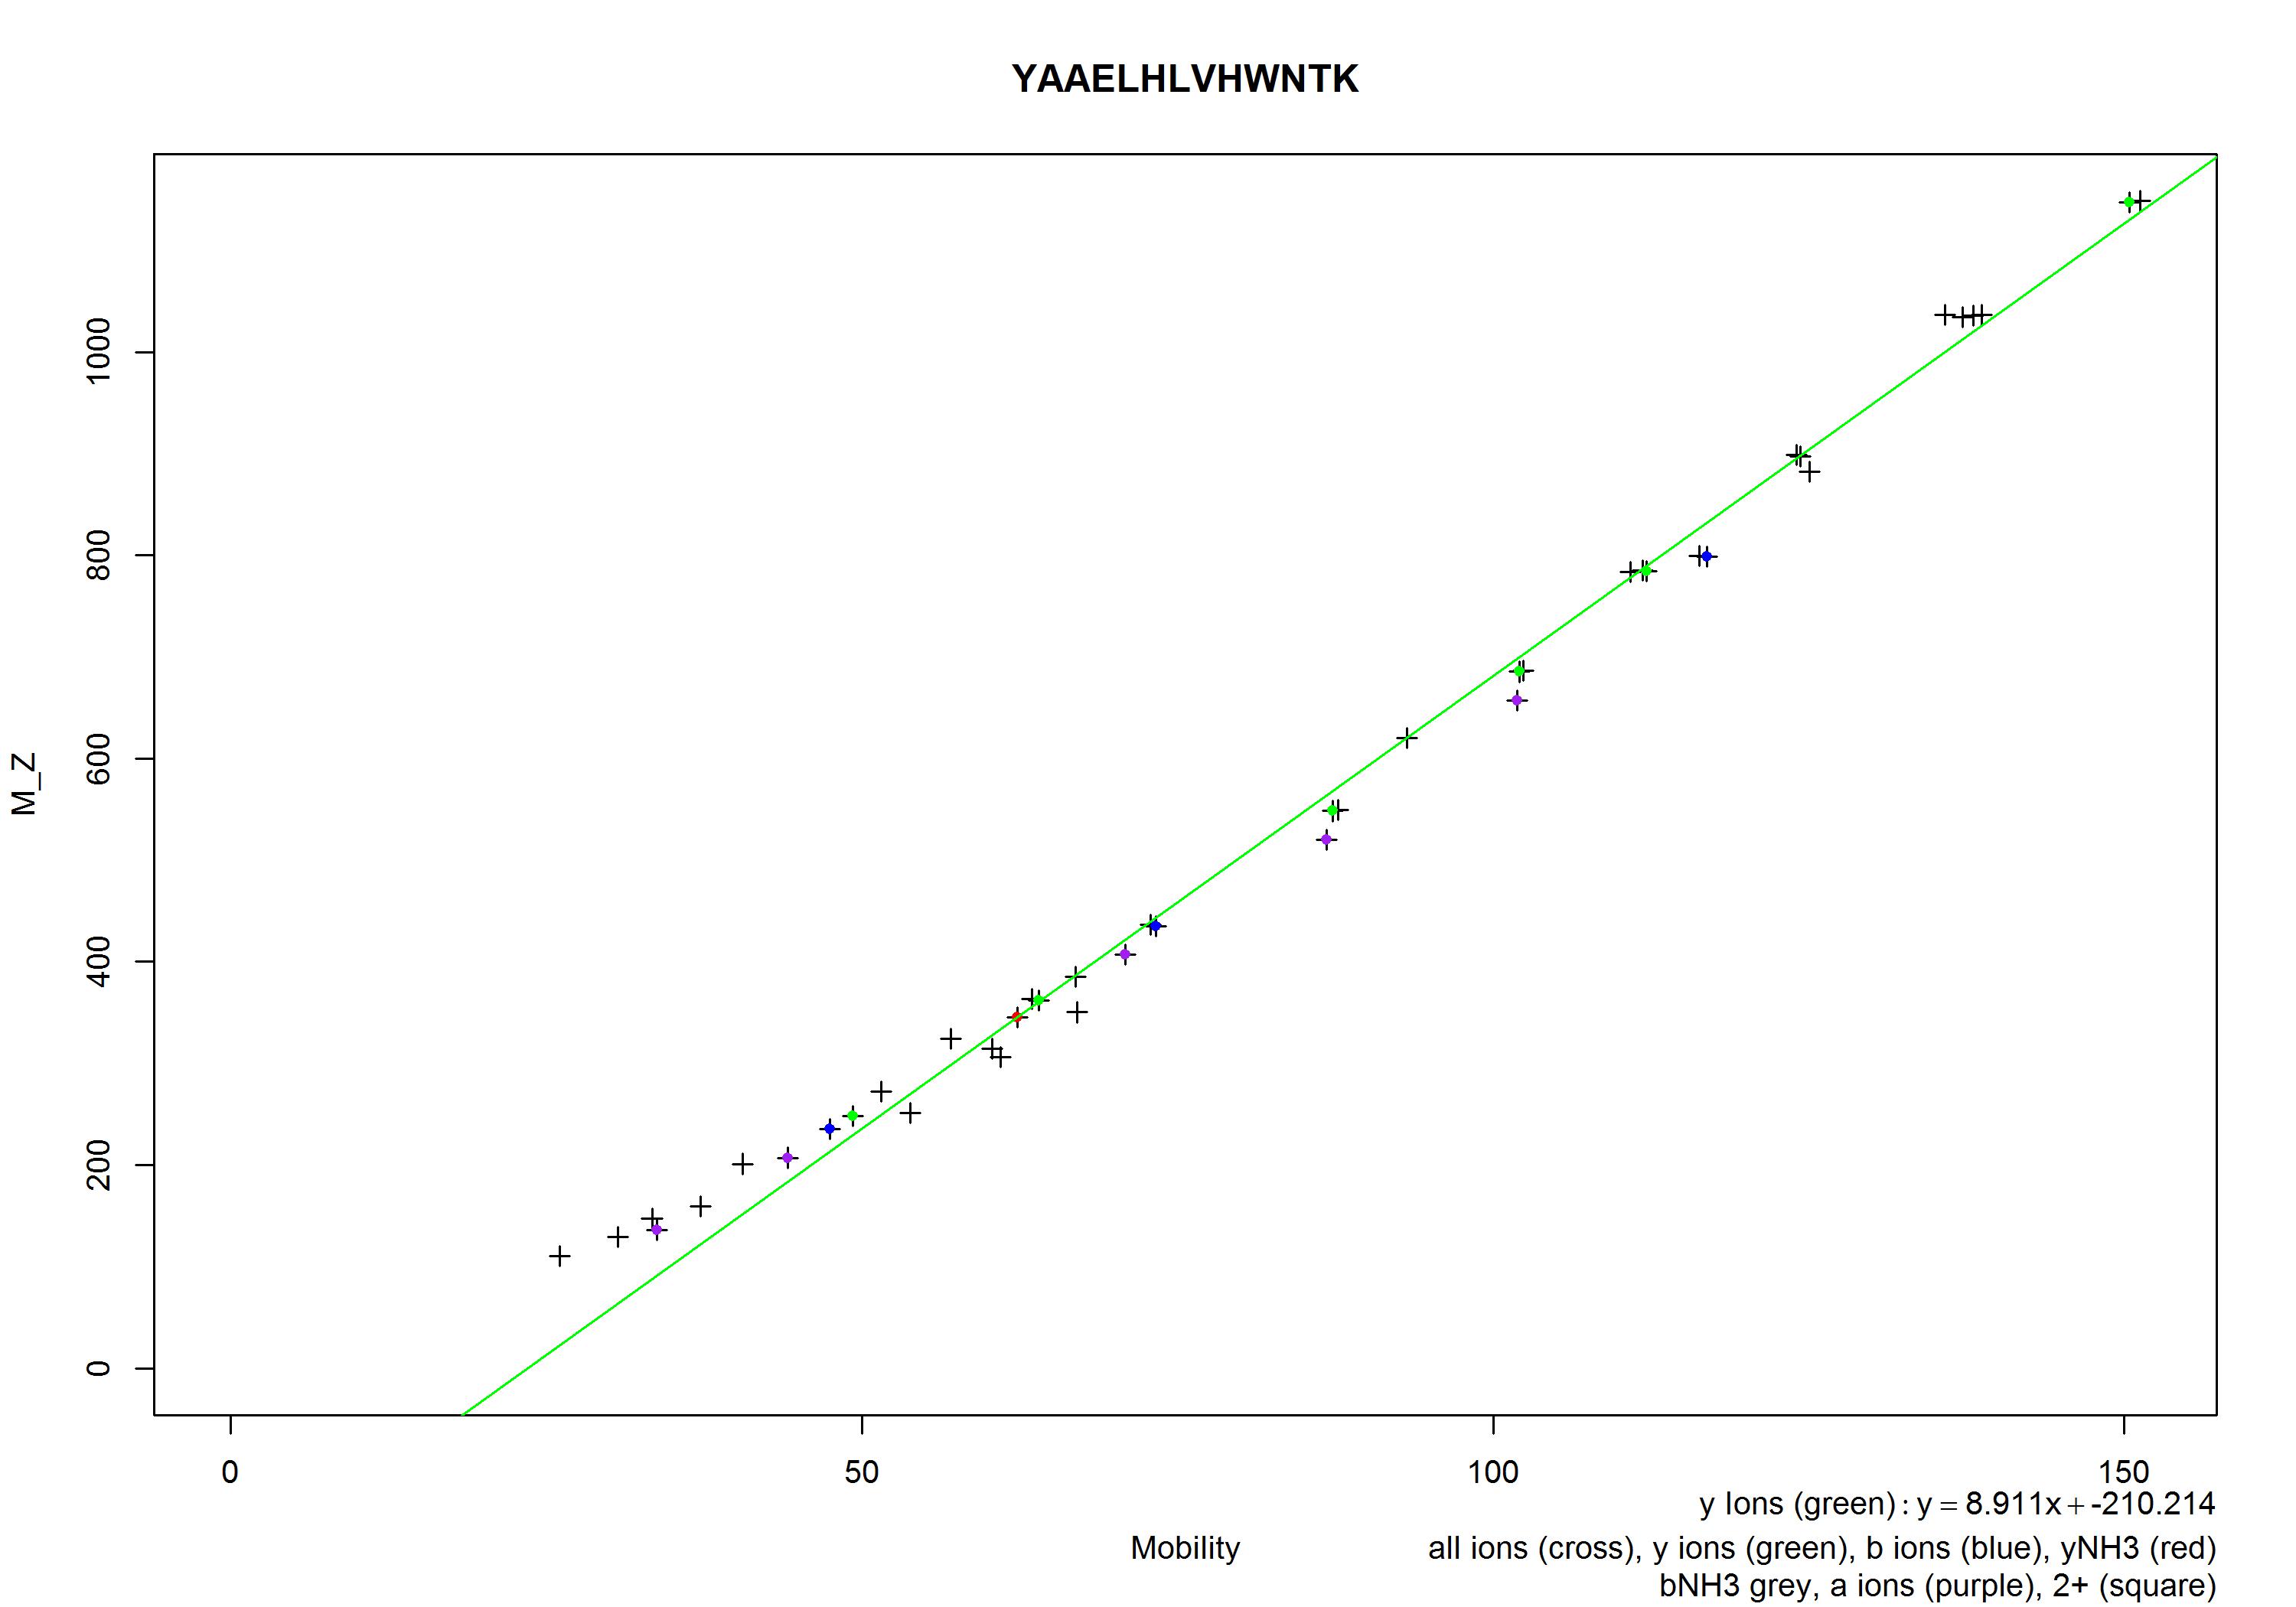 YAAELHLVHWNTK
M_Z
1000
800
600
400
200
0
0 50 100 150
y Ions (green) : y = 8.911x + -210.214
Mobility all ions (cross), y ions (green), b ions (blue), yNH3 (red)
bNH3 grey, a ions (purple), 2+ (square)